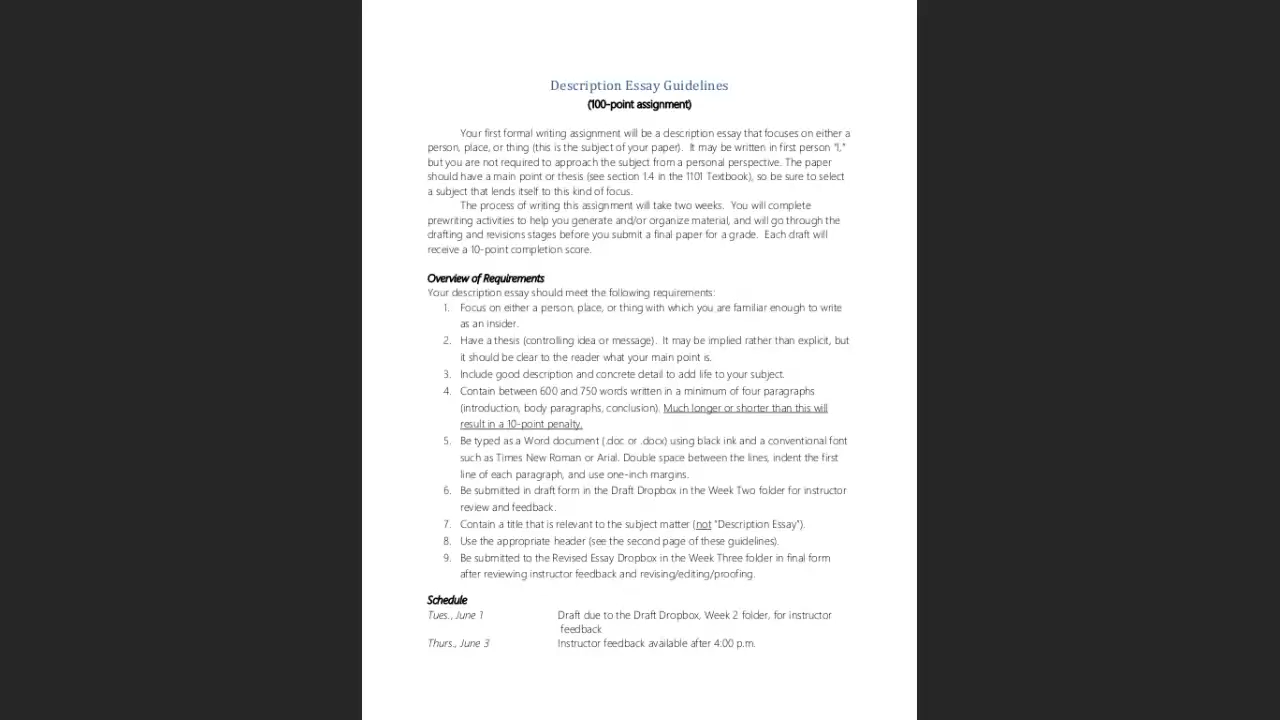 Description Essay Guidelines
(100-point assignment)
Your first formal writing assignment will be a description essay that focuses on either a
person, place, or thing (this is the subject of your paper).  It may be written in first person "I,"
but you are not required to approach the subject from a personal perspective. The paper
should have a main point or thesis (see section 1.4 in the 1101 Textbook), so be sure to select
a subject that lends itself to this kind of focus.
The process of writing this assignment will take two weeks.  You will complete
prewriting activities to help you generate and/or organize material, and will go through the
drafting and revisions stages before you submit a final paper for a grade.  Each draft will
receive a 10-point completion score.
Overview of Requirements
Your description essay should meet the following requirements:
1. Focus on either a person, place, or thing with which you are familiar enough to write
as an insider.
2. Have a thesis (controlling idea or message).  It may be implied rather than explicit, but
it should be clear to the reader what your main point is.
3. Include good description and concrete detail to add life to your subject.
4. Contain between 600 and 750 words written in a minimum of four paragraphs
(introduction, body paragraphs, conclusion). Much longer or shorter than this will
result in a 10-point penalty.
5. Be typed as a Word document (.doc or .docx) using black ink and a conventional font
such as Times New Roman or Arial. Double space between the lines, indent the first
line of each paragraph, and use one-inch margins.
6. Be submitted in draft form in the Draft Dropbox in the Week Two folder for instructor
review and feedback.
7. Contain a title that is relevant to the subject matter (not "Description Essay").
8. Use the appropriate header (see the second page of these guidelines).
9. Be submitted to the Revised Essay Dropbox in the Week Three folder in final form
after reviewing instructor feedback and revising/editing/proofing.
Schedule
Tues., June 1 Draft due to the Draft Dropbox, Week 2 folder, for instructor
feedback
Thurs., June 3 Instructor feedback available after 4:00 p.m.